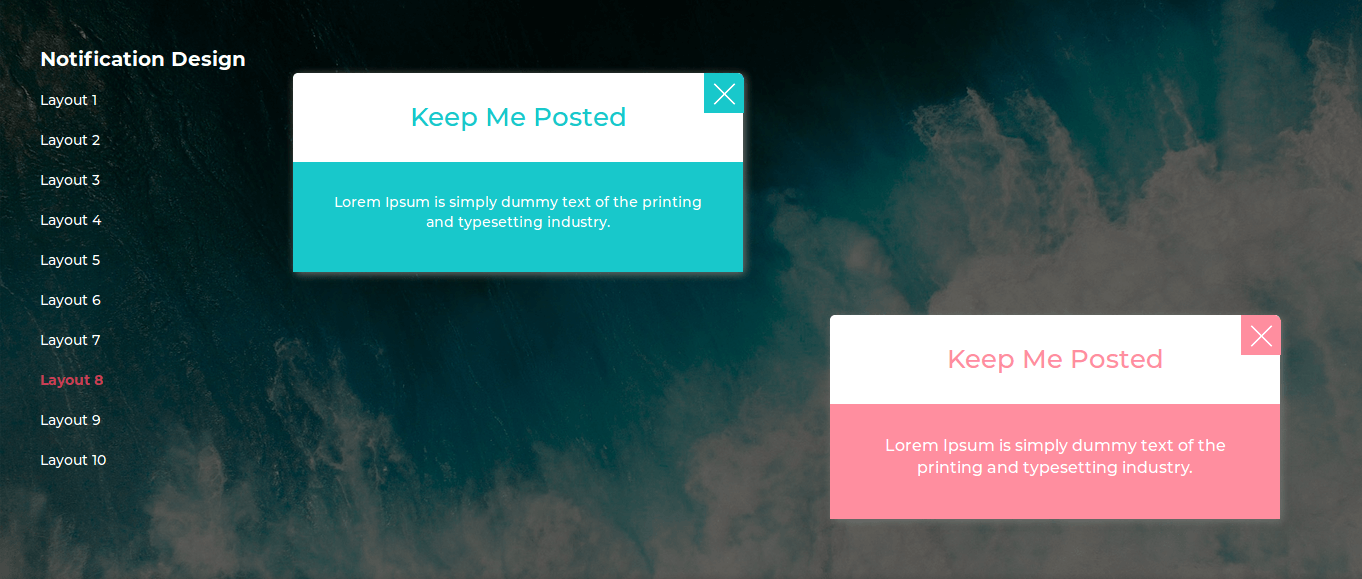 Notification Design
Layout 1
Layout 2
Layout 3
Layout 4
Layout 5
Layout 6
Layout 7
Layout 8
Layout 9
Layout 10
Keep Me Posted
Lorem Ipsum is simply dummy text of the printing
and typesetting industry.
Keep Me Posted
Lorem Ipsum is simply dummy text of the
printing and typesetting industry.